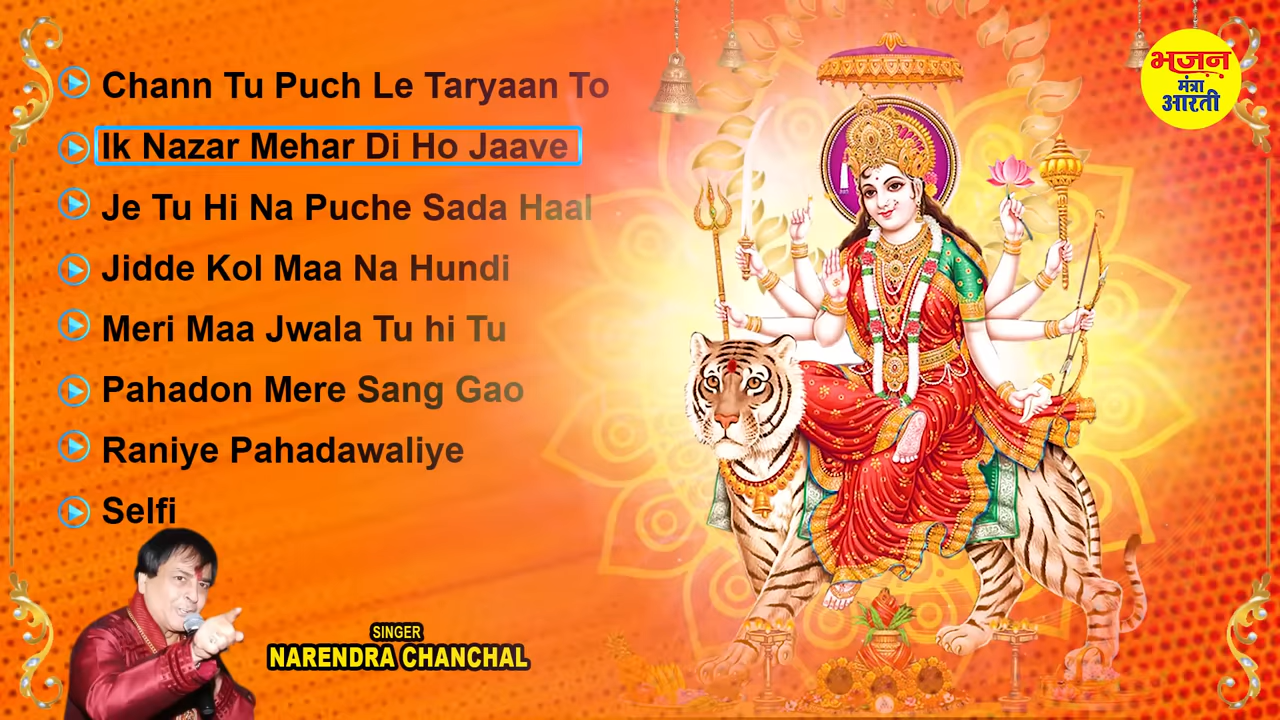 Chann Tu Puch Le Taryaan To
Ik Nazar Mehar Di Ho Jaave
Je Tu Hi Na Puche Sada Haal
Jidde Kol Maa Na Hundi
Meri Maa Jwala Tu hi Tu
Pahadon Mere Sang Gao
Raniye Pahadawaliye
Selfi
SINGER
NARENDRA CHANCHAL
भजन
मंत्रा
आरती